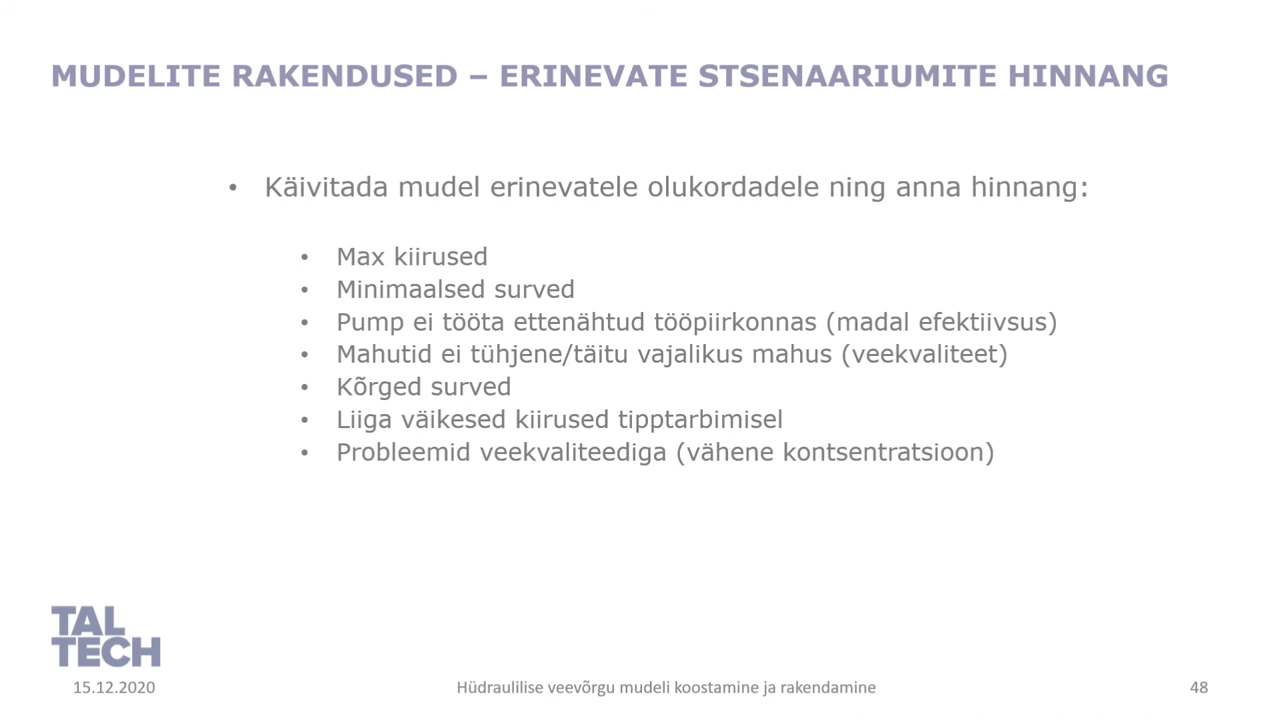 MUDELITE RAKENDUSED – ERINEVATE STSENAARIUMITE HINNANG
• Käivitada mudel erinevatele olukordadele ning anna hinnang:
• Max kiirused
• Minimaalsed surved
• Pump ei tööta ettenähtud tööpiirkonnas (madal efektiivsus)
• Mahutid ei tühjene/täitu vajalikus mahus (veekvaliteet)
• Kõrged surved
• Liiga väikesed kiirused tipptarbimisel
• Probleemid veekvaliteediga (vähene kontsentratsioon)
TAL
TECH
15.12.2020 Hüdraulilise veevõrgu mudeli koostamine ja rakendamine 48